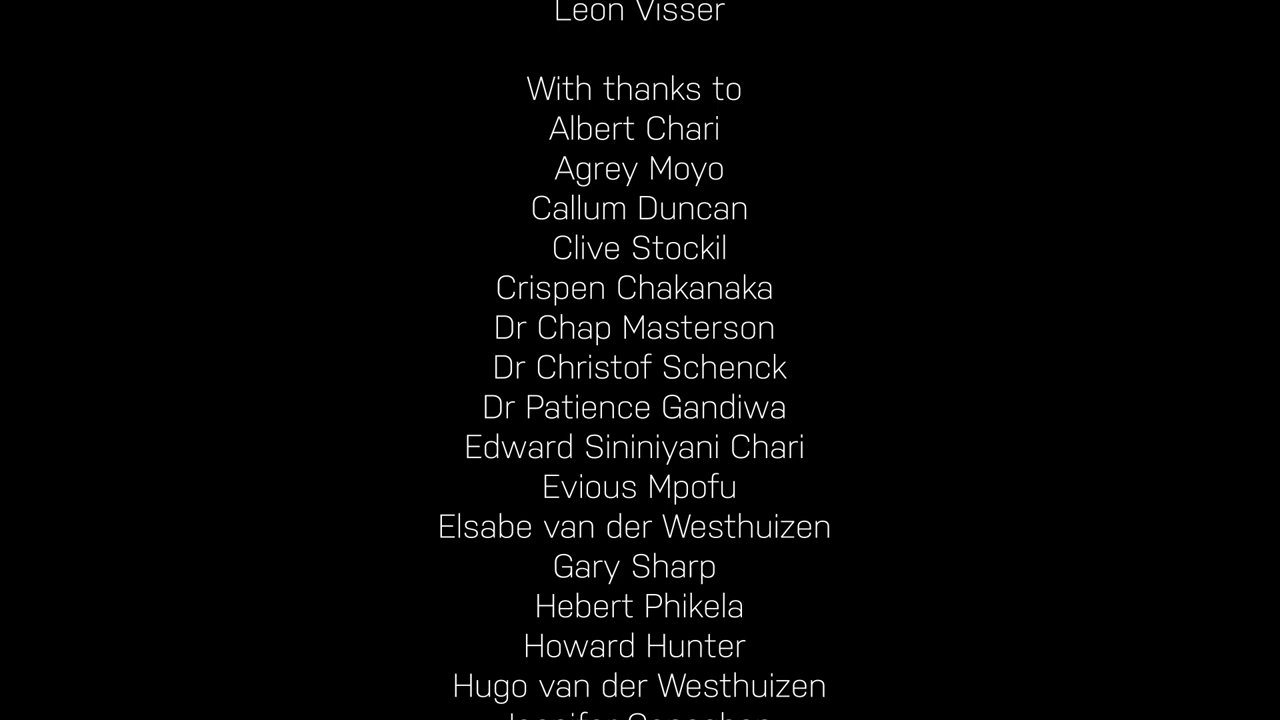 Leon Visser
With thanks to
Albert Chari
Agrey Moyo
Callum Duncan
Clive Stockil
Crispen Chakanaka
Dr Chap Masterson
Dr Christof Schenck
Dr Patience Gandiwa
Edward Sininiyani Chari
Evious Mpofu
Elsabe van der Westhuizen
Gary Sharp
Hebert Phikela
Howard Hunter
Hugo van der Westhuizen